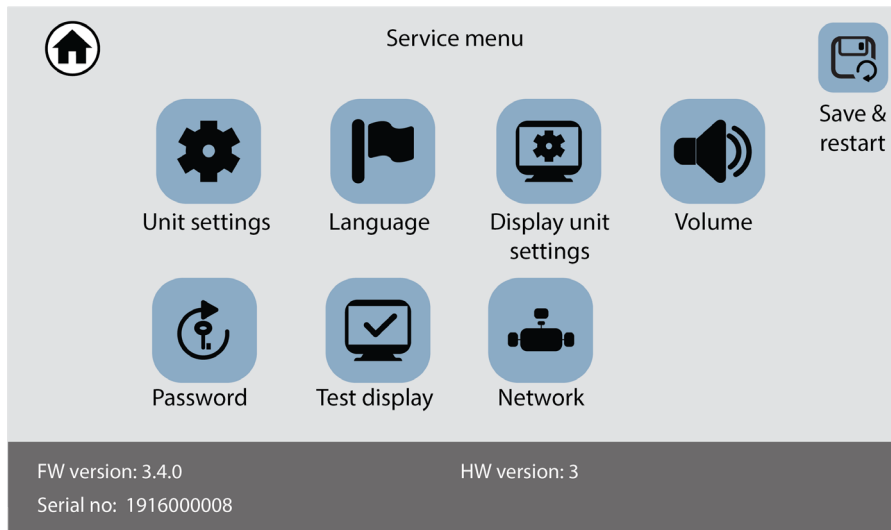 Service menu
Save &
restart
Unit settings
Language
Display unit
settings
Volume
Password
Test display
Network
FW version: 3.4.0
HW version: 3
Serial no: 1916000008